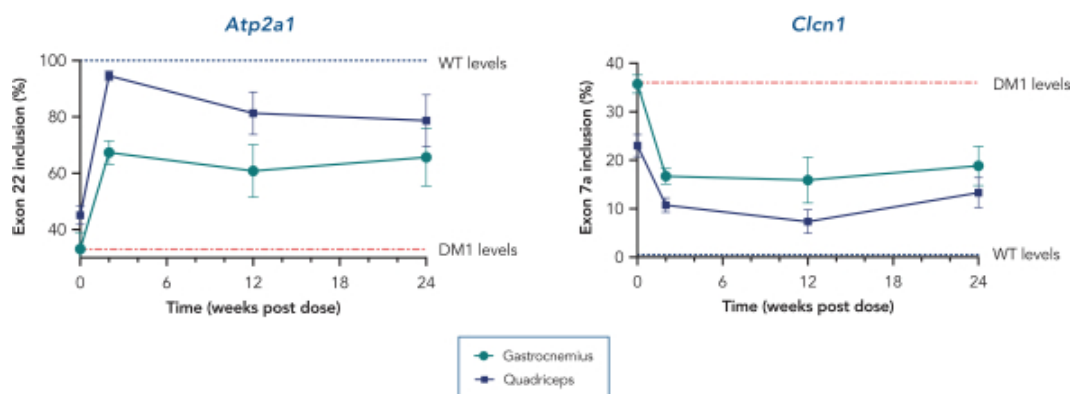 Atp2a1
Exon 22 inclusion (%)
100
80
60
40
WT levels
DM1 levels
0
6
12
18
24
Time (weeks post dose)
Clcn1
Exon 7a inclusion (%)
40
30
20
10
0
DM1 levels
WT levels
0
6
12
18
24
Time (weeks post dose)
Gastrocnemius
Quadriceps